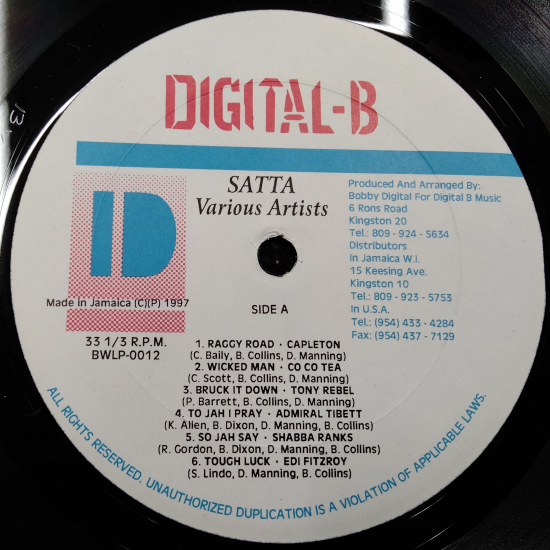 DIGITAL-B
SATTA
Various Artists
Produced And Arranged By:
Bobby Digital For Digital B Music
6 Rons Road
Kingston 20
Tel.: 809 - 924 - 5634
Distributors
In Jamaica W.I.
15 Keesing Ave.
Kingston 10
Tel.: 809 - 923 - 5753
In U.S.A.
Tel.: (954) 433 - 4284
Fax: (954) 437 - 7129
D
Made in Jamaica (C)(P) 1997
SIDE A
33 1/3 R.P.M.
BWLP-0012
1. RAGGY ROAD · CAPLETON
(C. Baily, B. Collins, D. Manning)
2. WICKED MAN · CO CO TEA
(C. Scott, B. Collins, D. Manning)
3. BRUCK IT DOWN · TONY REBEL
(P. Barrett, B. Collins, D. Manning)
4. TO JAH I PRAY · ADMIRAL TIBETT
(K. Allen, B. Dixon, D. Manning, B. Collins)
5. SO JAH SAY · SHABBA RANKS
(R. Gordon, B. Dixon, D. Manning, B. Collins)
6. TOUGH LUCK · EDI FITZROY
(S. Lindo, D. Manning, B. Collins)
ALL RIGHTS RESERVED. UNAUTHORIZED DUPLICATION IS A VIOLATION OF APPLICABLE LAWS.